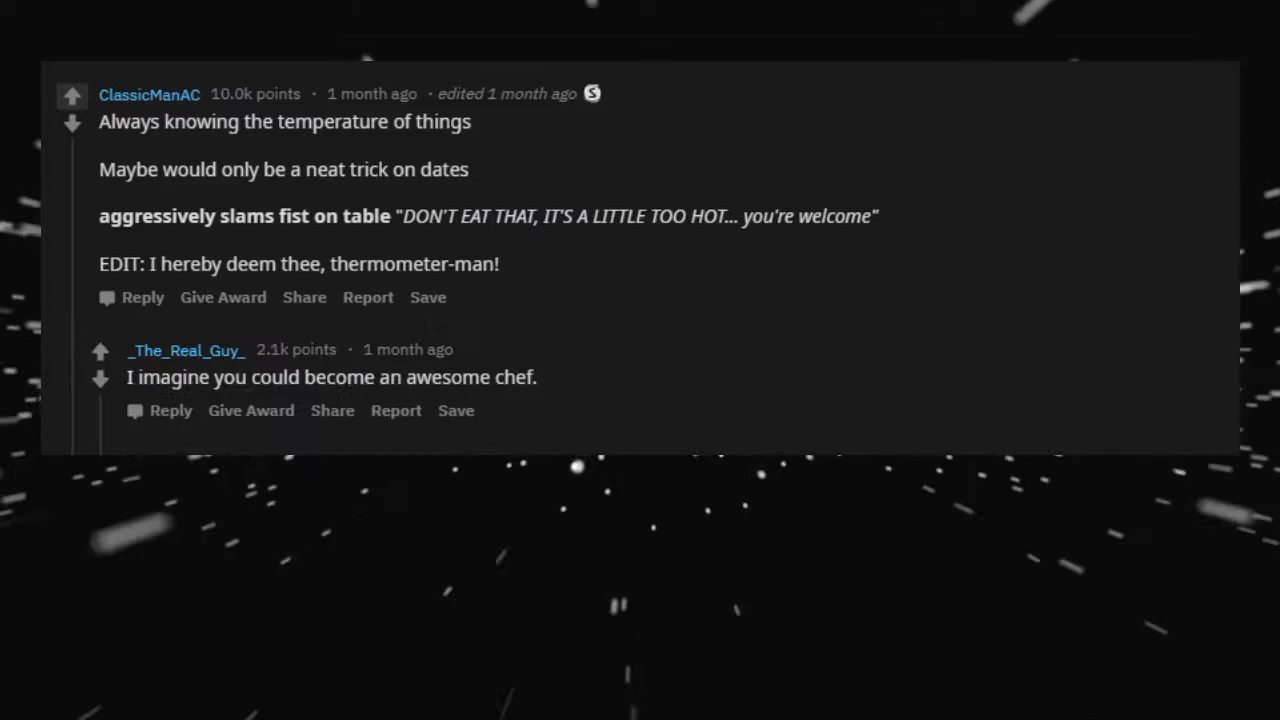 ClassicManAC 10.0k points · 1 month ago · edited 1 month ago S
Always knowing the temperature of things
Maybe would only be a neat trick on dates
aggressively slams fist on table "DON'T EAT THAT, IT'S A LITTLE TOO HOT... you're welcome"
EDIT: I hereby deem thee, thermometer-man!
Reply Give Award Share Report Save
_The_Real_Guy_ 2.1k points · 1 month ago
I imagine you could become an awesome chef.
Reply Give Award Share Report Save